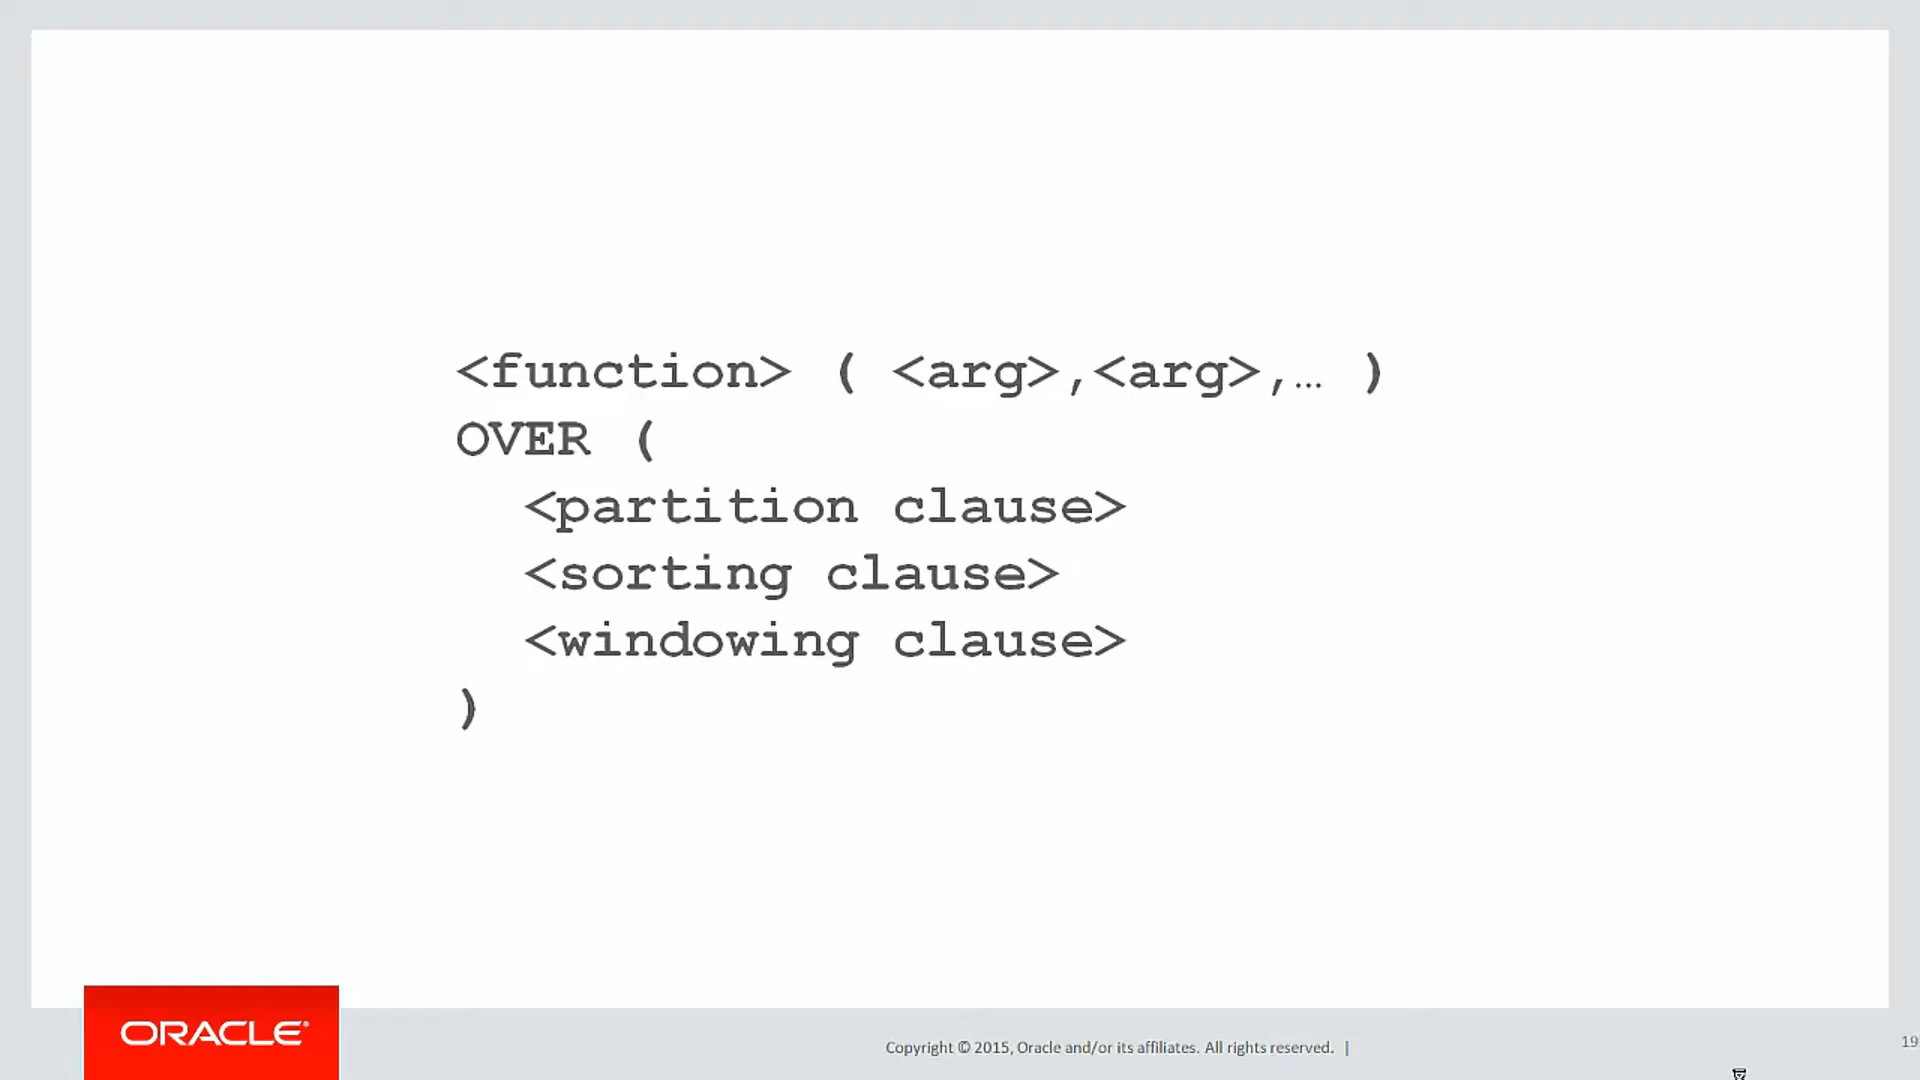 <function> ( <arg>,<arg>,… )
OVER (
<partition clause>
<sorting clause>
<windowing clause>
)
ORACLE®
Copyright © 2015, Oracle and/or its affiliates. All rights reserved. |
19